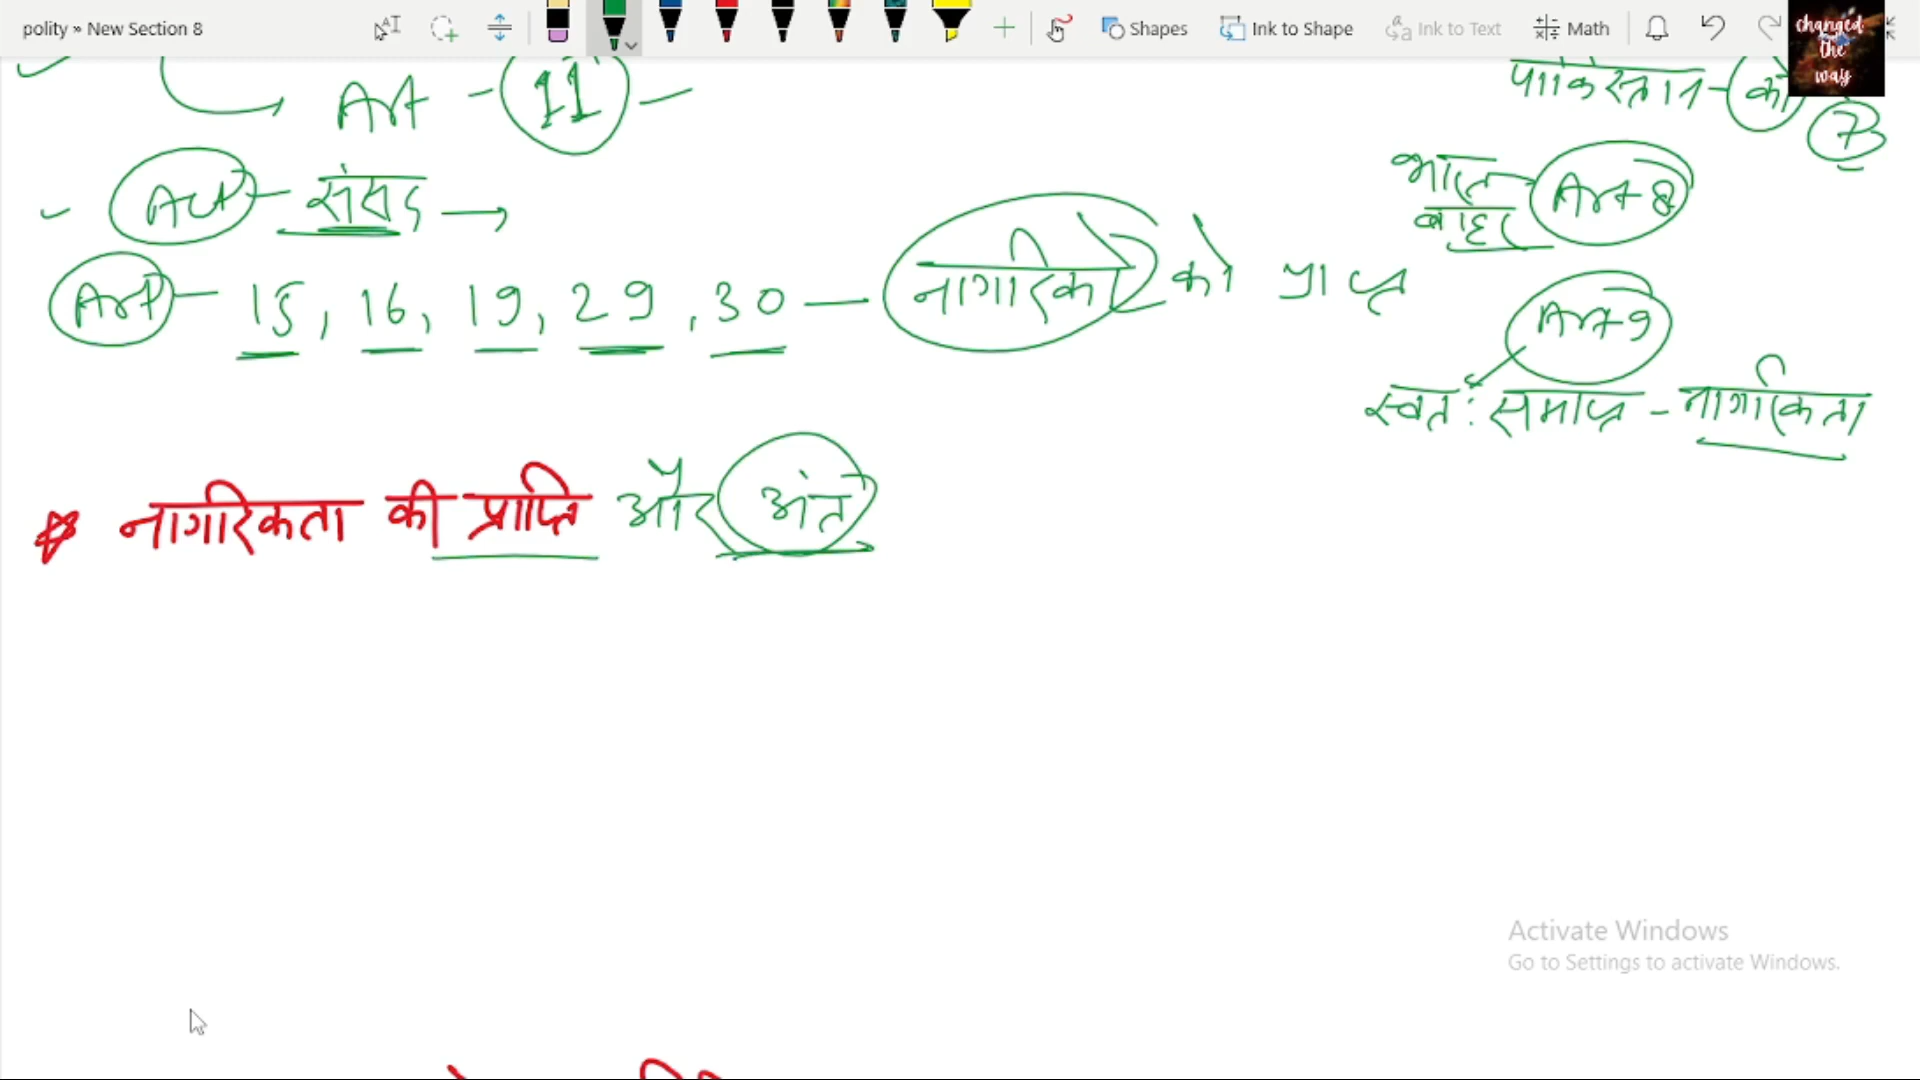 polity » New Section 8
Shapes
Ink to Shape
Ink to Text
Math
changed
the
way
Art - 11 -
Act - संसद →
Art - 15, 16, 19, 29, 30 - नागरिको को प्राप्त
पाकिस्तान - को
7
भारत
बाहर
Art 8
Art 9
स्वत: समाप्त - नागरिकता
नागरिकता की प्राप्ति और अंत
Activate Windows
Go to Settings to activate Windows.